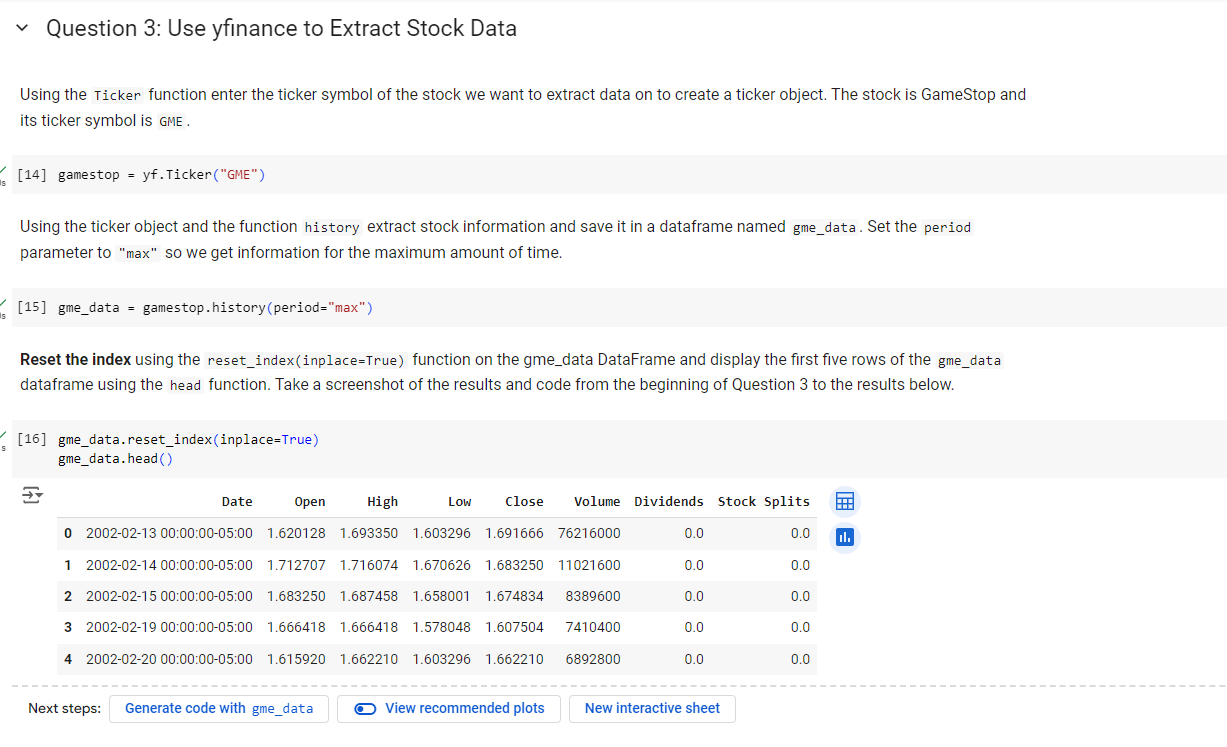 Question 3: Use yfinance to Extract Stock Data
Using the Ticker function enter the ticker symbol of the stock we want to extract data on to create a ticker object. The stock is GameStop and
its ticker symbol is GME.
[14] gamestop = yf.Ticker("GME")
Using the ticker object and the function history extract stock information and save it in a dataframe named gme_data. Set the period
parameter to "max" so we get information for the maximum amount of time.
[15] gme_data = gamestop.history(period="max")
Reset the index using the reset_index(inplace=True) function on the gme_data DataFrame and display the first five rows of the gme_data
dataframe using the head function. Take a screenshot of the results and code from the beginning of Question 3 to the results below.
[16] gme_data.reset_index(inplace=True)
gme_data.head()
Date Open High Low Close Volume Dividends Stock Splits
0 2002-02-13 00:00:00-05:00 1.620128 1.693350 1.603296 1.691666 76216000 0.0 0.0
1 2002-02-14 00:00:00-05:00 1.712707 1.716074 1.670626 1.683250 11021600 0.0 0.0
2 2002-02-15 00:00:00-05:00 1.683250 1.687458 1.658001 1.674834 8389600 0.0 0.0
3 2002-02-19 00:00:00-05:00 1.666418 1.666418 1.578048 1.607504 7410400 0.0 0.0
4 2002-02-20 00:00:00-05:00 1.615920 1.662210 1.603296 1.662210 6892800 0.0 0.0
Next steps: Generate code with gme_data View recommended plots New interactive sheet